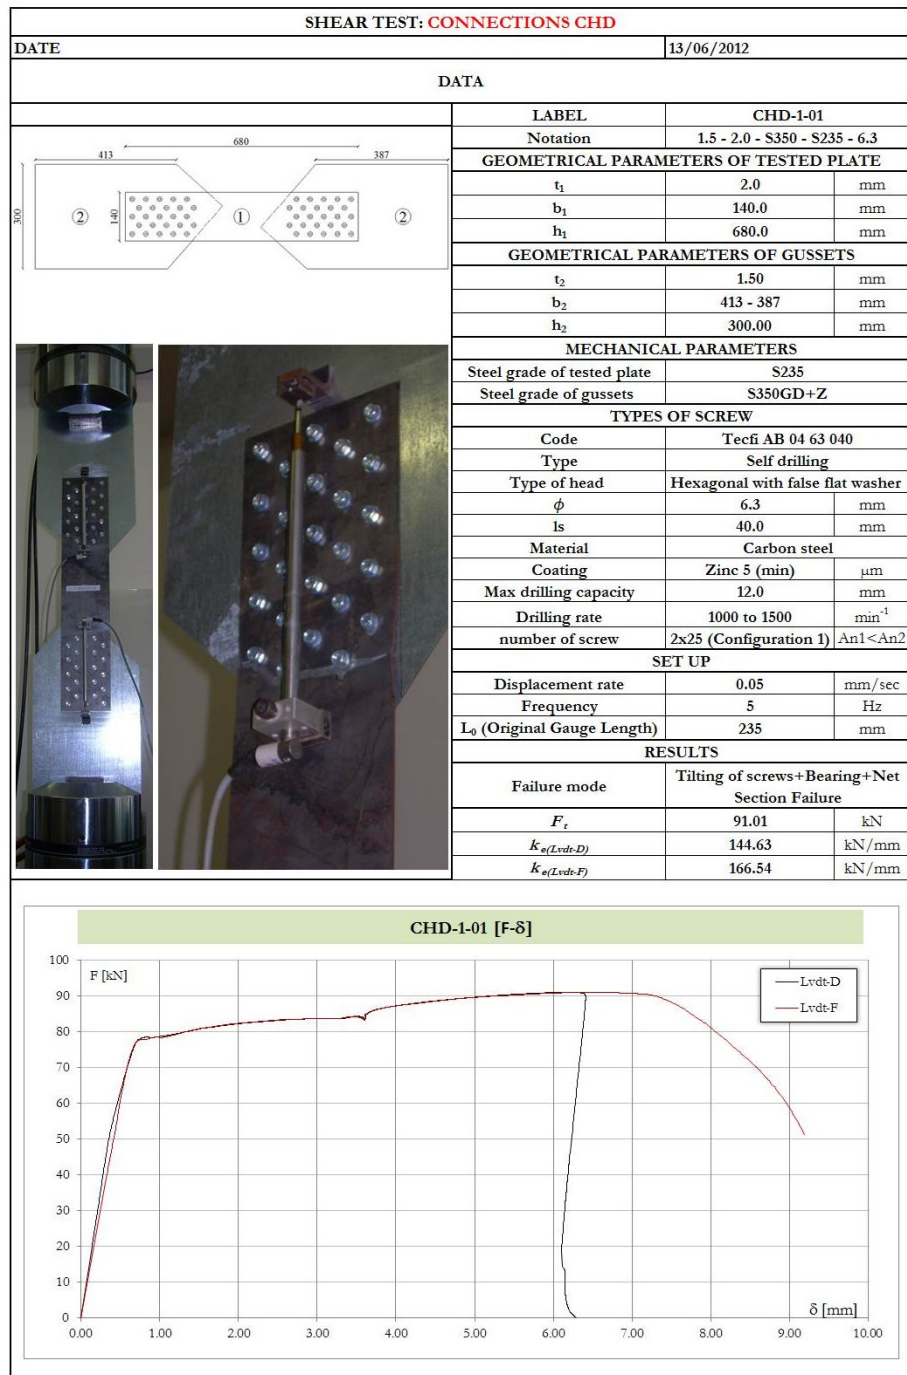 SHEAR TEST: CONNECTIONS CHD
DATE 13/06/2012
DATA
LABEL CHD-1-01
Notation 1.5 - 2.0 - S350 - S235 - 6.3
GEOMETRICAL PARAMETERS OF TESTED PLATE
t1 2.0 mm
b1 140.0 mm
h1 680.0 mm
GEOMETRICAL PARAMETERS OF GUSSETS
t2 1.50 mm
b2 413 - 387 mm
h2 300.00 mm
MECHANICAL PARAMETERS
Steel grade of tested plate S235
Steel grade of gussets S350GD+Z
TYPES OF SCREW
Code Tecfi AB 04 63 040
Type Self drilling
Type of head Hexagonal with false flat washer
ϕ 6.3 mm
ls 40.0 mm
Material Carbon steel
Coating Zinc 5 (min) μm
Max drilling capacity 12.0 mm
Drilling rate 1000 to 1500 min-1
number of screw 2x25 (Configuration 1) An1<An2
SET UP
Displacement rate 0.05 mm/sec
Frequency 5 Hz
L0 (Original Gauge Length) 235 mm
RESULTS
Failure mode Tilting of screws+Bearing+Net
Section Failure
Ft 91.01 kN
ke(Lvdt-D) 144.63 kN/mm
ke(Lvdt-F) 166.54 kN/mm
680
413 387
300 2 140 1 2
CHD-1-01 [F-δ]
F [kN]
100
90
80
70
60
50
40
30
20
10
0
Lvdt-D
Lvdt-F
δ [mm]
0.00 1.00 2.00 3.00 4.00 5.00 6.00 7.00 8.00 9.00 10.00